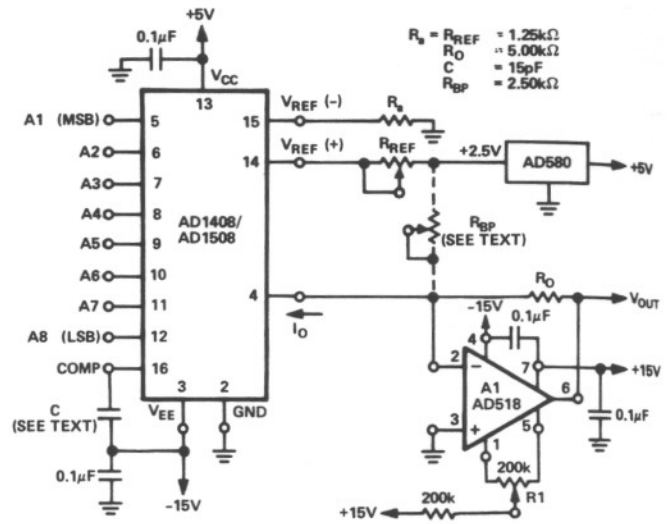 +5V
0.1μF
VCC
13
Rₐ = RREF = 1.25kΩ
RO = 5.00kΩ
C = 15pF
RBP = 2.50kΩ
A1 (MSB)
5
15
VREF (-)
Rₐ
A2
6
14
VREF (+)
RREF
+2.5V
AD580
+5V
A3
7
A4
8
AD1408/
AD1508
RBP
(SEE TEXT)
A5
9
A6
10
A7
11
4
IO
RO
VOUT
A8 (LSB)
12
-15V
0.1μF
COMP
16
3
2
VEE
GND
C
(SEE TEXT)
0.1μF
-15V
4
7
+15V
2
−
A1
AD518
6
3
+
1
5
0.1μF
200k
R1
+15V
200k